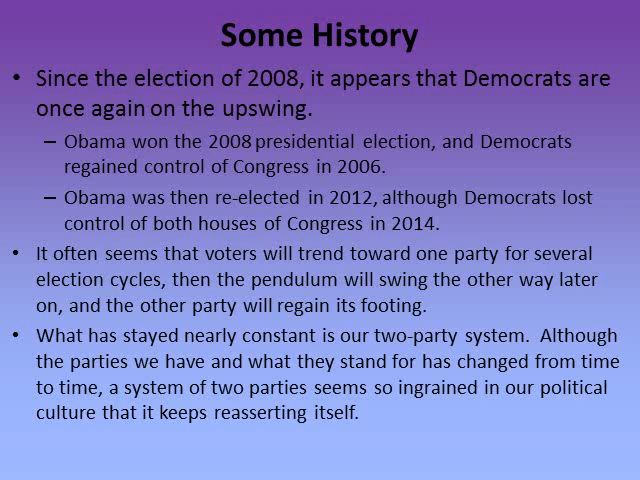 Some History
• Since the election of 2008, it appears that Democrats are
once again on the upswing.
– Obama won the 2008 presidential election, and Democrats
regained control of Congress in 2006.
– Obama was then re-elected in 2012, although Democrats lost
control of both houses of Congress in 2014.
• It often seems that voters will trend toward one party for several
election cycles, then the pendulum will swing the other way later
on, and the other party will regain its footing.
• What has stayed nearly constant is our two-party system.  Although
the parties we have and what they stand for has changed from time
to time, a system of two parties seems so ingrained in our political
culture that it keeps reasserting itself.